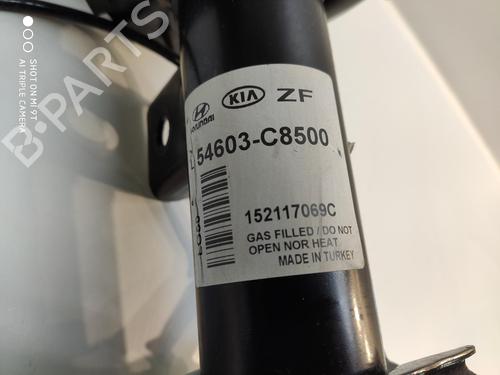 SHOT ON MI 9T
AI TRIPLE CAMERA
HYUNDAI
KIA
ZF
54603-C8500
152117069C
GAS FILLED / DO NOT
OPEN NOR HEAT
MADE IN TURKEY
B-PARTS